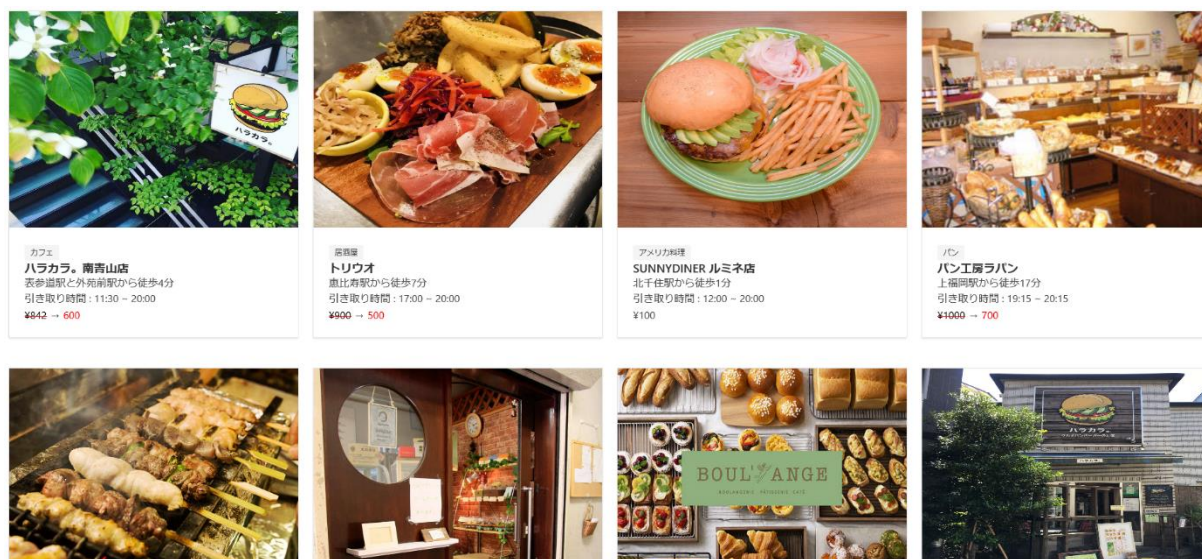 ハラカラ。
カフェ
ハラカラ。南青山店
表参道駅と外苑前駅から徒歩4分
引き取り時間 : 11:30 – 20:00
¥842 → 600
居酒屋
トリウオ
恵比寿駅から徒歩7分
引き取り時間 : 17:00 – 20:00
¥900 → 500
アメリカ料理
SUNNYDINER ルミネ店
北千住駅から徒歩1分
引き取り時間 : 12:00 – 20:00
¥100
パン
パン工房ラパン
上福岡駅から徒歩17分
引き取り時間 : 19:15 – 20:15
¥1000 → 700
BOUL'ANGE
BOULANGERIE PATISSERIE CAFE
ハラカラ。